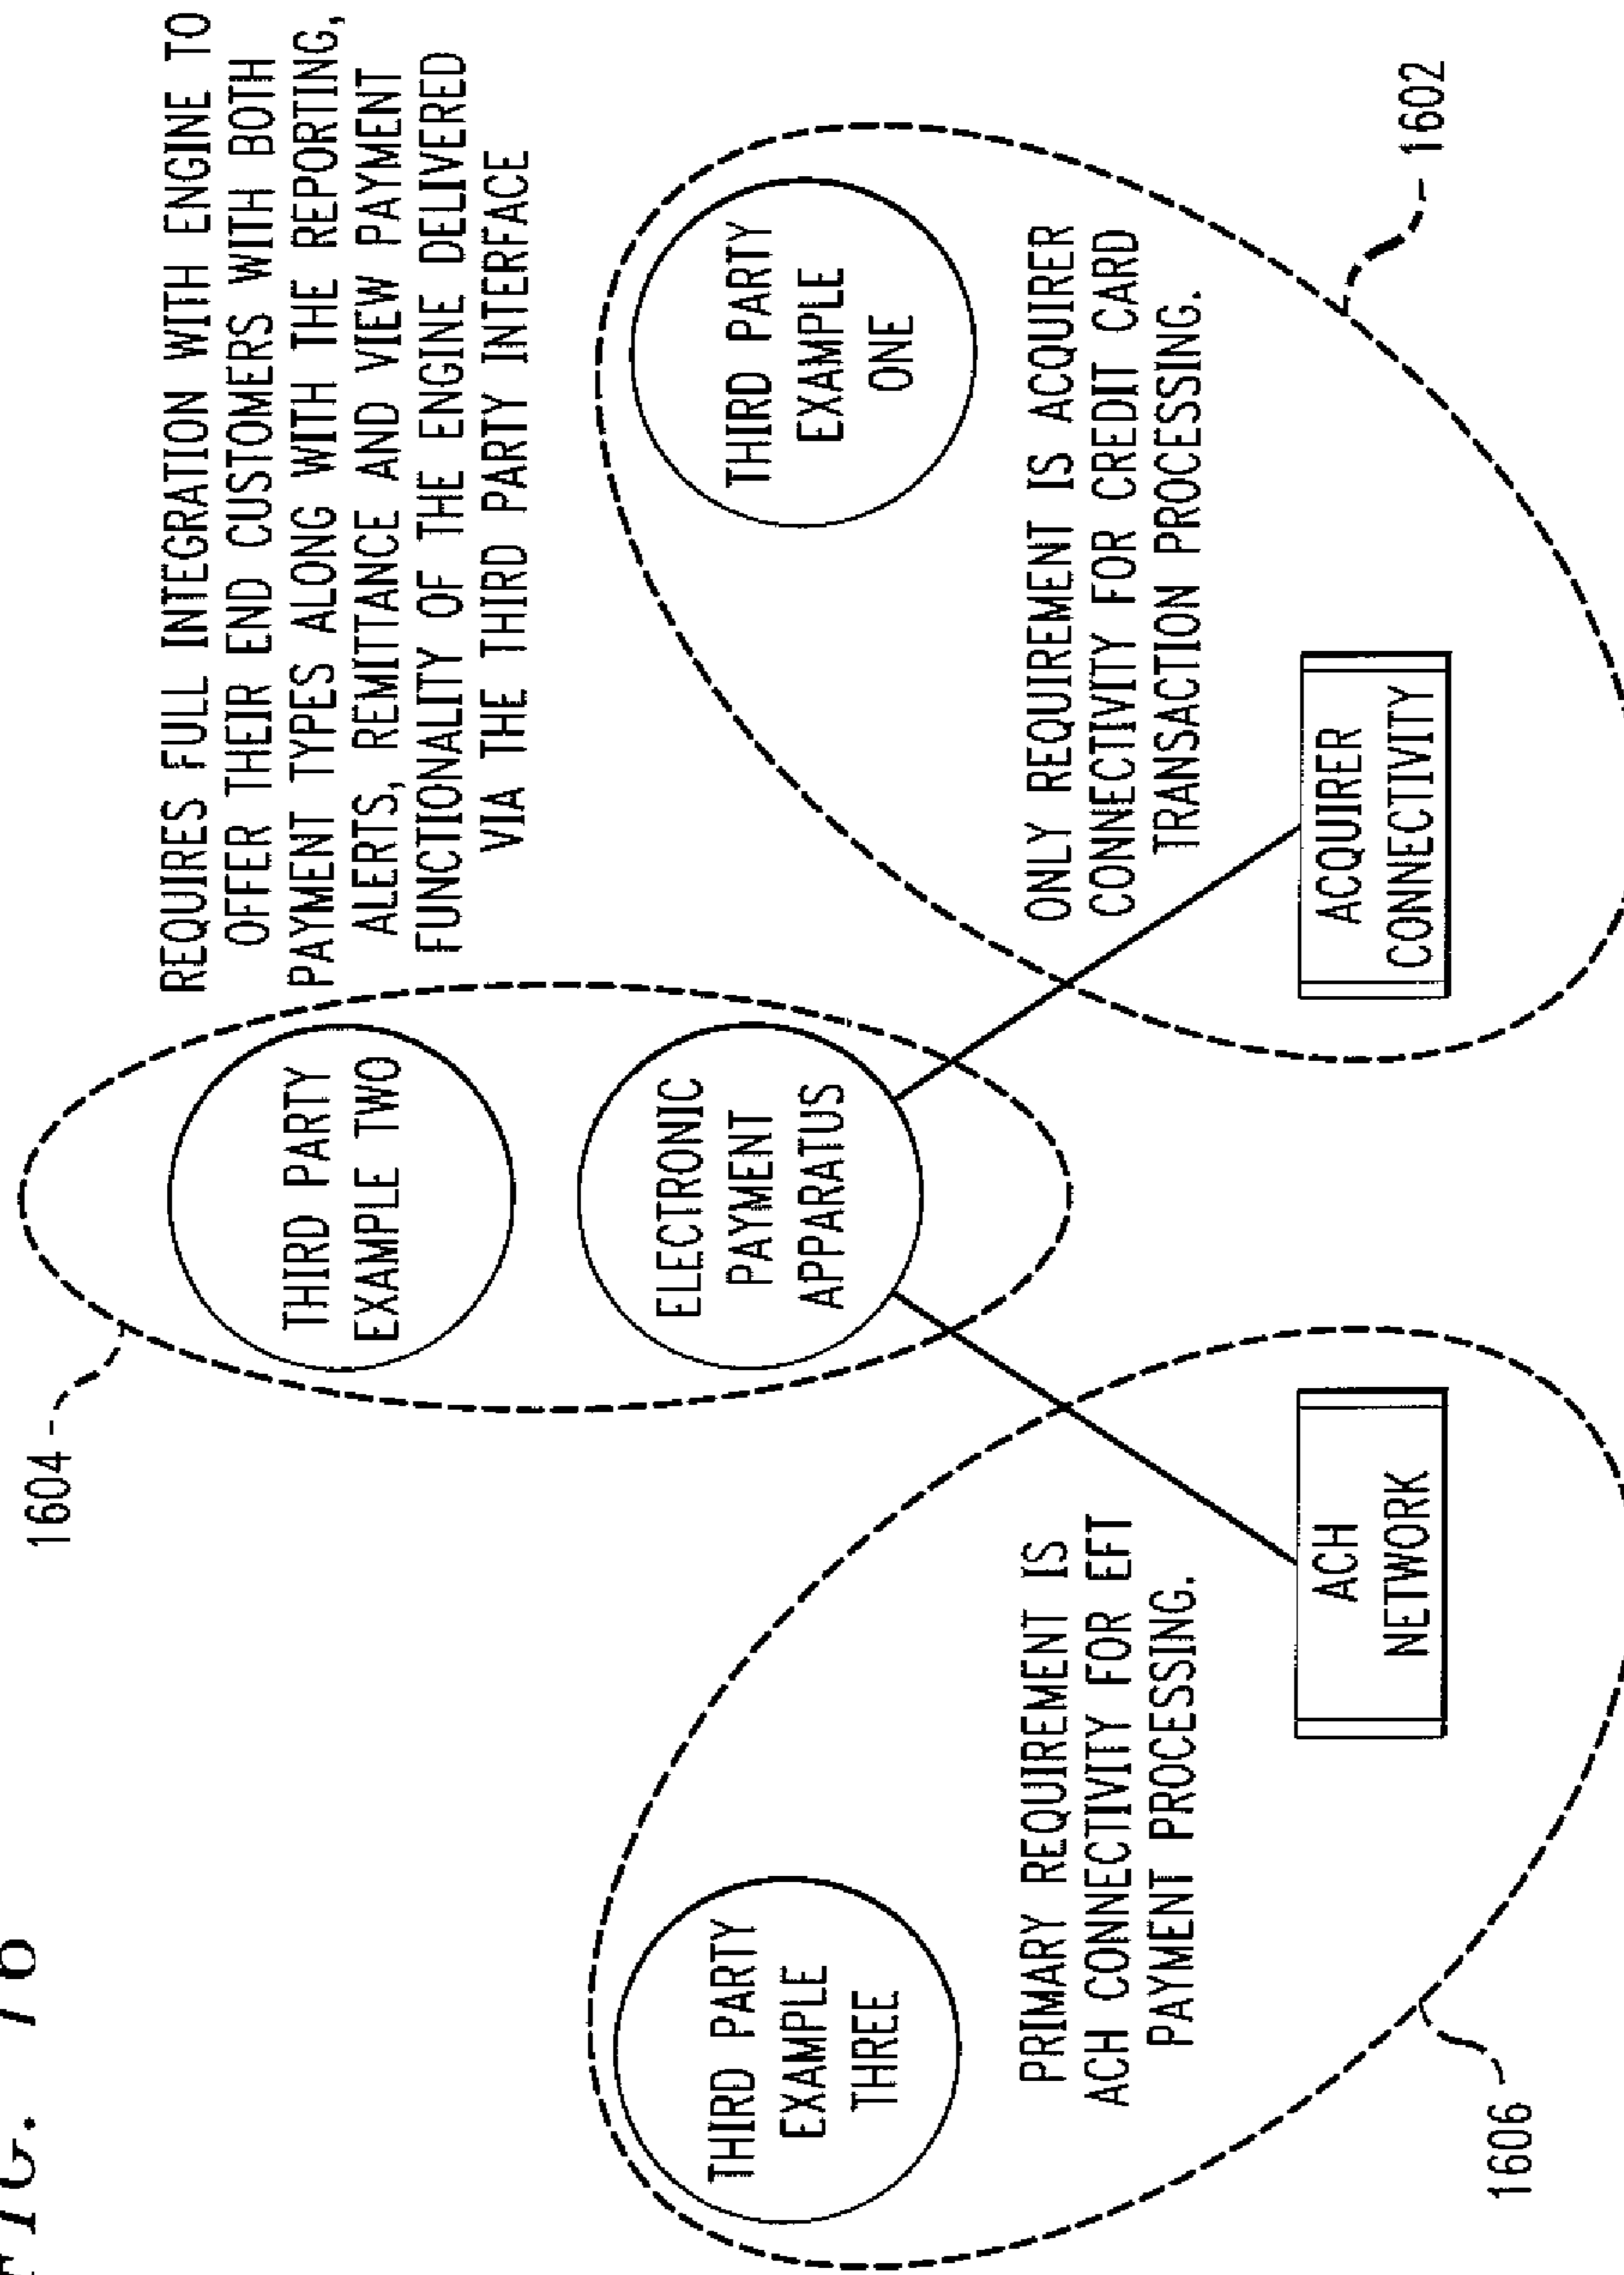 FIG. 16
1604
THIRD PARTY
EXAMPLE TWO
REQUIRES FULL INTEGRATION WITH ENGINE TO
OFFER THEIR END CUSTOMERS WITH BOTH
PAYMENT TYPES ALONG WITH THE REPORTING,
ALERTS, REMITTANCE AND VIEW PAYMENT
FUNCTIONALITY OF THE ENGINE DELIVERED
VIA THE THIRD PARTY INTERFACE
ELECTRONIC
PAYMENT
APPARATUS
THIRD PARTY
EXAMPLE
THREE
PRIMARY REQUIREMENT IS
ACH CONNECTIVITY FOR EFT
PAYMENT PROCESSING.
ACH
NETWORK
1606
THIRD PARTY
EXAMPLE
ONE
ONLY REQUIREMENT IS ACQUIRER
CONNECTIVITY FOR CREDIT CARD
TRANSACTION PROCESSING.
ACQUIRER
CONNECTIVITY
1602